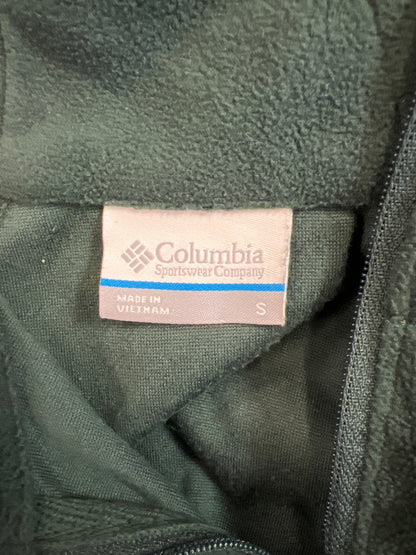 Columbia
Sportswear Company
MADE IN
VIETNAM
S